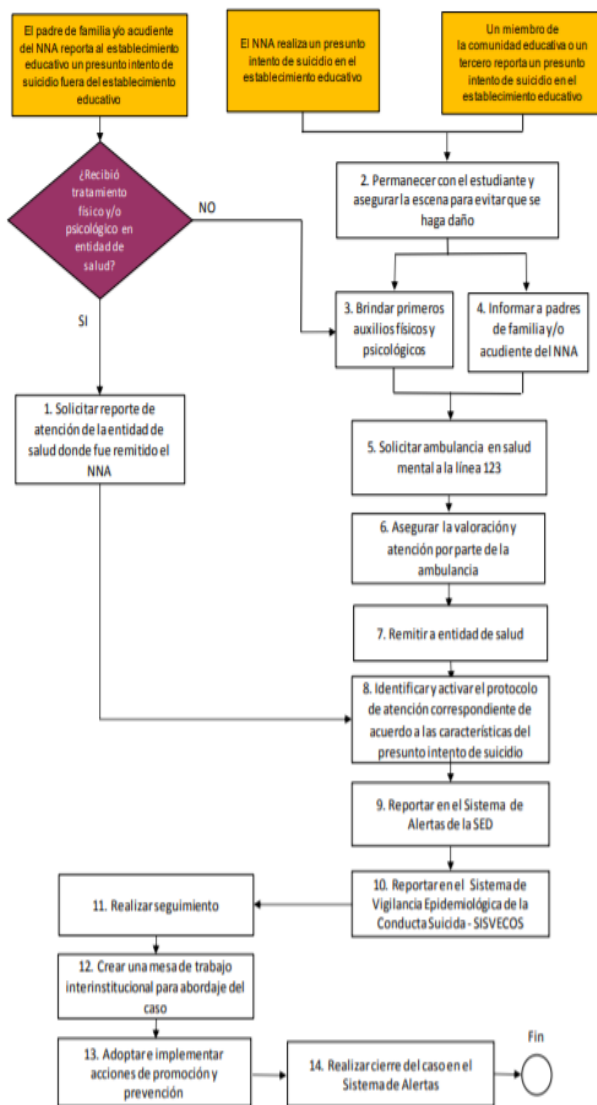 El padre de familia y/o acudiente
del NNA reporta al establecimiento
educativo un presunto intento de
suicidio fuera del establecimiento
educativo
El NNA realiza un presunto
intento de suicidio en el
establecimiento educativo
Un miembro de
la comunidad educativa o un
tercero reporta un presunto
intento de suicidio en el
establecimiento educativo
¿Recibió
tratamiento
físico y/o
psicológico en
entidad de
salud?
NO
SI
2. Permanecer con el estudiante y
asegurar la escena para evitar que se
haga daño
3. Brindar primeros
auxilios físicos y
psicológicos
4. Informar a padres
de familia y/o
acudiente del NNA
1. Solicitar reporte de
atención de la entidad de
salud donde fue remitido el
NNA
5. Solicitar ambulancia en salud
mental a la línea 123
6. Asegurar la valoración y
atención por parte de la
ambulancia
7. Remitir a entidad de salud
8. Identificar y activar el protocolo
de atención correspondiente de
acuerdo a las características del
presunto intento de suicidio
9. Reportar en el Sistema de
Alertas de la SED
10. Reportar en el Sistema de
Vigilancia Epidemiológica de la
Conducta Suicida - SISVECOS
11. Realizar seguimiento
12. Crear una mesa de trabajo
interinstitucional para abordaje del
caso
13. Adoptar e implementar
acciones de promoción y
prevención
14. Realizar cierre del caso en el
Sistema de Alertas
Fin